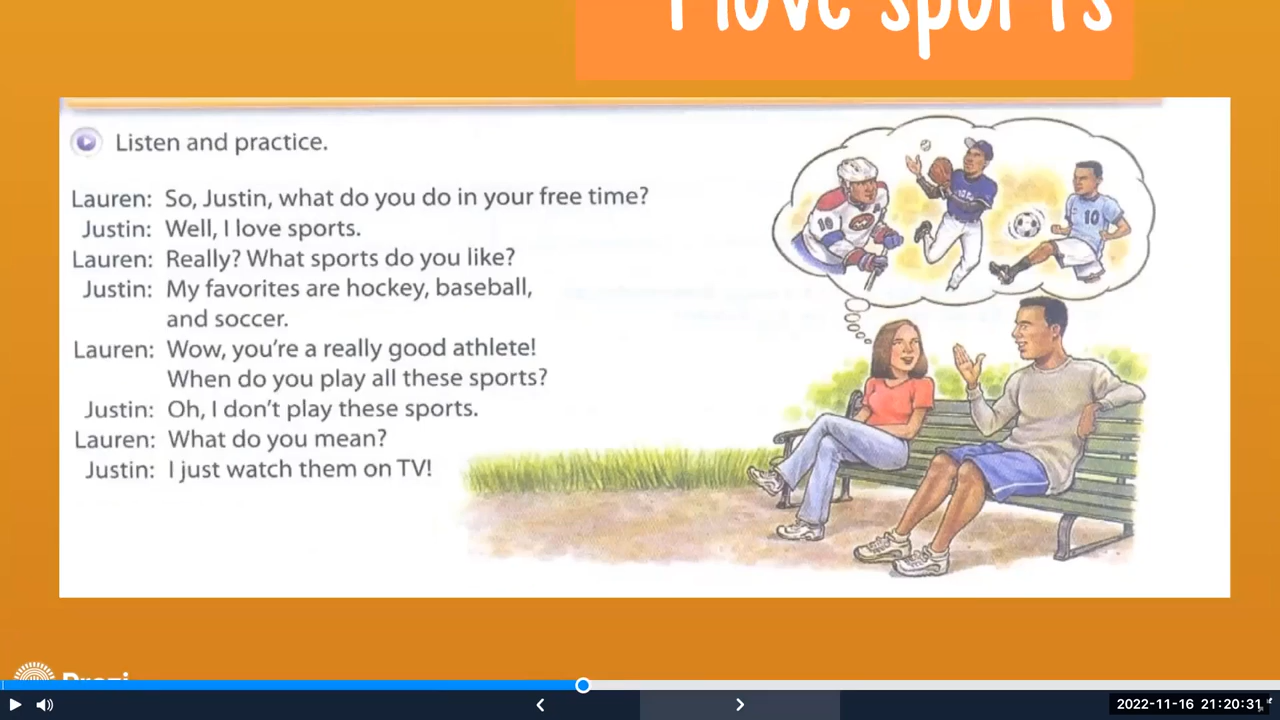 I love sports
Listen and practice.
Lauren: So, Justin, what do you do in your free time?
Justin: Well, I love sports.
Lauren: Really? What sports do you like?
Justin: My favorites are hockey, baseball,
and soccer.
Lauren: Wow, you're a really good athlete!
When do you play all these sports?
Justin: Oh, I don't play these sports.
Lauren: What do you mean?
Justin: I just watch them on TV!
10
Prezi
2022-11-16 21:20:31